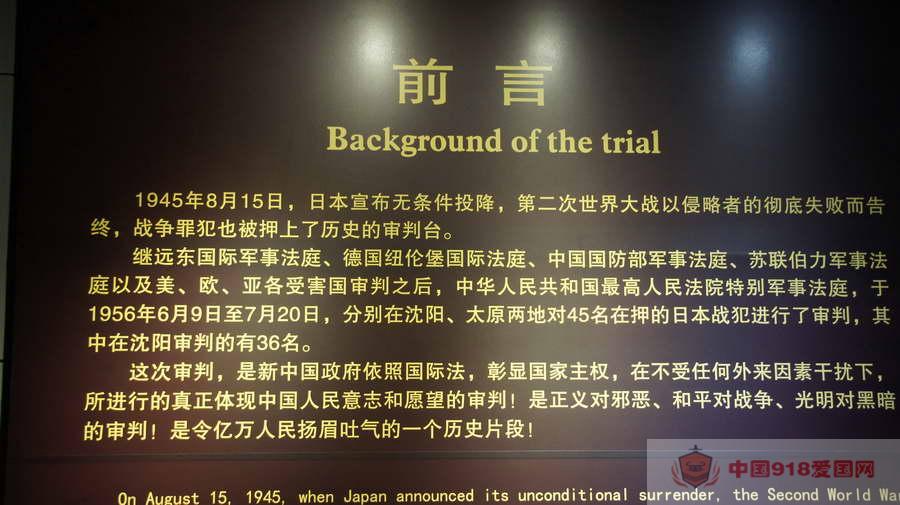 前 言
Background of the trial
1945年8月15日，日本宣布无条件投降，第二次世界大战以侵略者的彻底失败而告
终，战争罪犯也被押上了历史的审判台。
继远东国际军事法庭、德国纽伦堡国际法庭、中国国防部军事法庭、苏联伯力军事法
庭以及美、欧、亚各受害国审判之后，中华人民共和国最高人民法院特别军事法庭，于
1956年6月9日至7月20日，分别在沈阳、太原两地对45名在押的日本战犯进行了审判，其
中在沈阳审判的有36名。
这次审判，是新中国政府依照国际法，彰显国家主权，在不受任何外来因素干扰下，
所进行的真正体现中国人民意志和愿望的审判！是正义对邪恶、和平对战争、光明对黑暗
的审判！是令亿万人民扬眉吐气的一个历史片段！
中国918爱国网
On August 15, 1945, when Japan announced its unconditional surrender, the Second World War